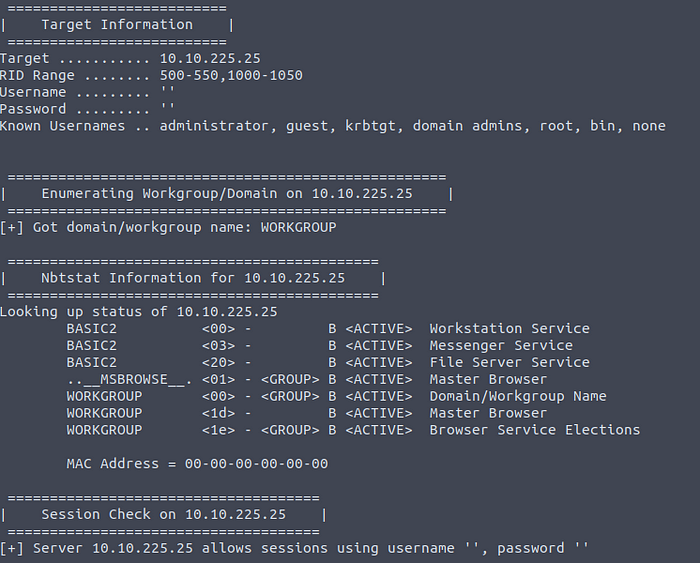 ===========================
|    Target Information    |
===========================
Target ........... 10.10.225.25
RID Range ........ 500-550,1000-1050
Username ......... ''
Password ......... ''
Known Usernames .. administrator, guest, krbtgt, domain admins, root, bin, none
====================================================
|    Enumerating Workgroup/Domain on 10.10.225.25    |
====================================================
[+] Got domain/workgroup name: WORKGROUP
============================================
|    Nbtstat Information for 10.10.225.25    |
============================================
Looking up status of 10.10.225.25
BASIC2          <00> -         B <ACTIVE>  Workstation Service
BASIC2          <03> -         B <ACTIVE>  Messenger Service
BASIC2          <20> -         B <ACTIVE>  File Server Service
..__MSBROWSE__. <01> - <GROUP> B <ACTIVE>  Master Browser
WORKGROUP       <00> - <GROUP> B <ACTIVE>  Domain/Workgroup Name
WORKGROUP       <1d> -         B <ACTIVE>  Master Browser
WORKGROUP       <1e> - <GROUP> B <ACTIVE>  Browser Service Elections
MAC Address = 00-00-00-00-00-00
=====================================
|    Session Check on 10.10.225.25    |
=====================================
[+] Server 10.10.225.25 allows sessions using username '', password ''